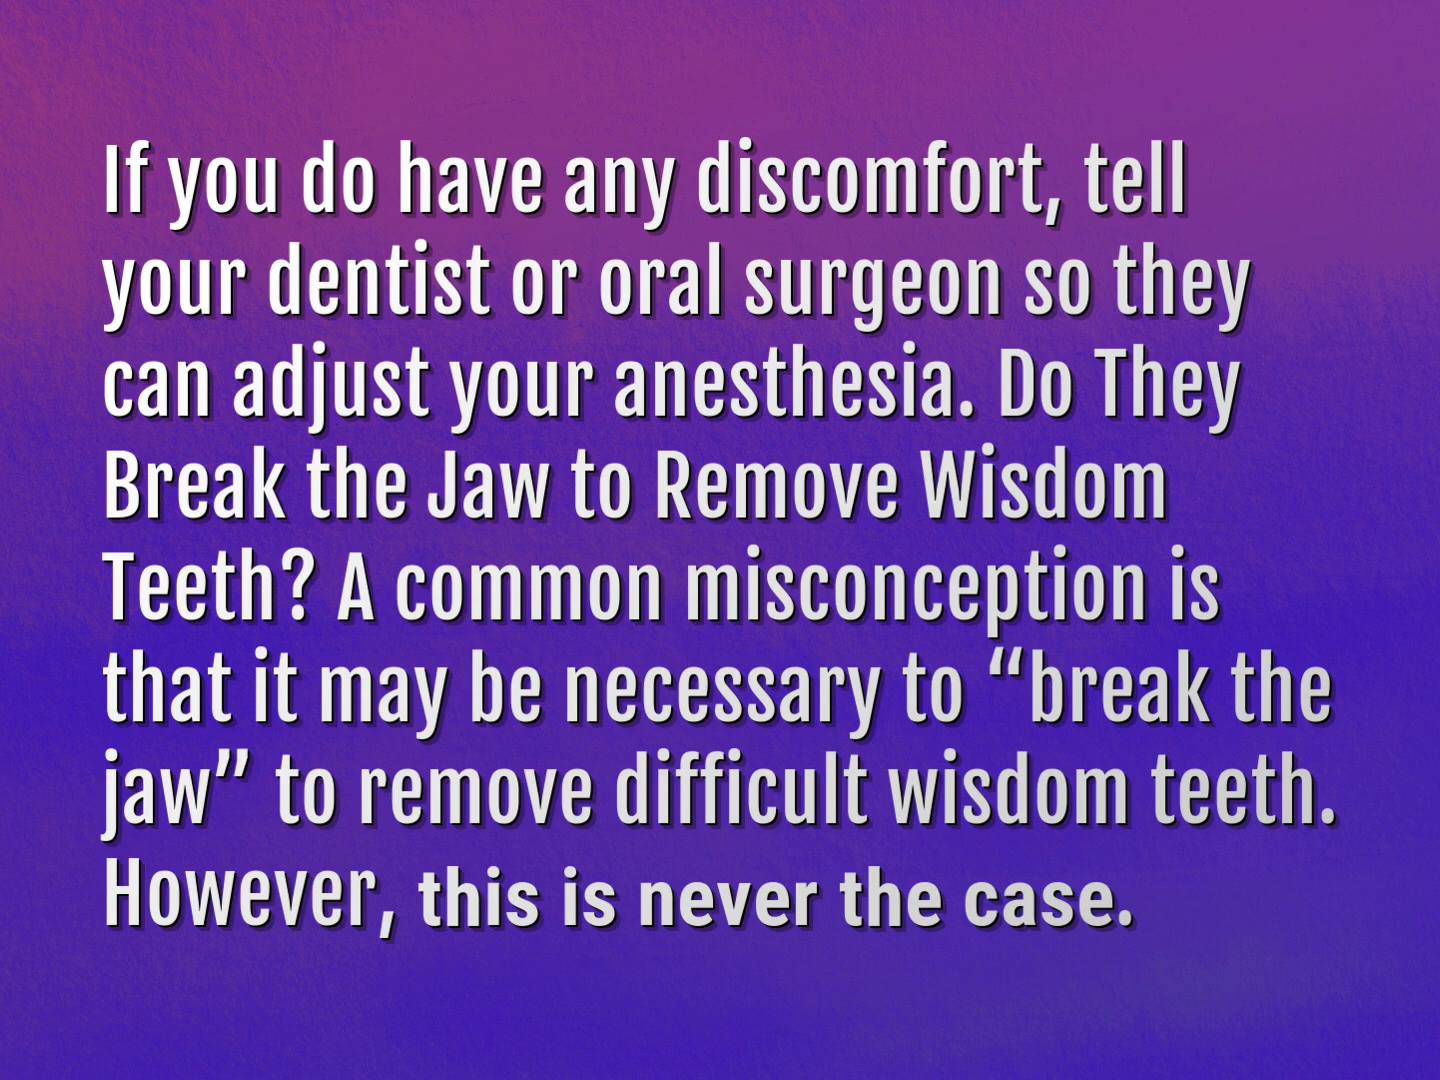 If you do have any discomfort, tell
your dentist or oral surgeon so they
can adjust your anesthesia. Do They
Break the Jaw to Remove Wisdom
Teeth? A common misconception is
that it may be necessary to “break the
jaw” to remove difficult wisdom teeth.
However, this is never the case.